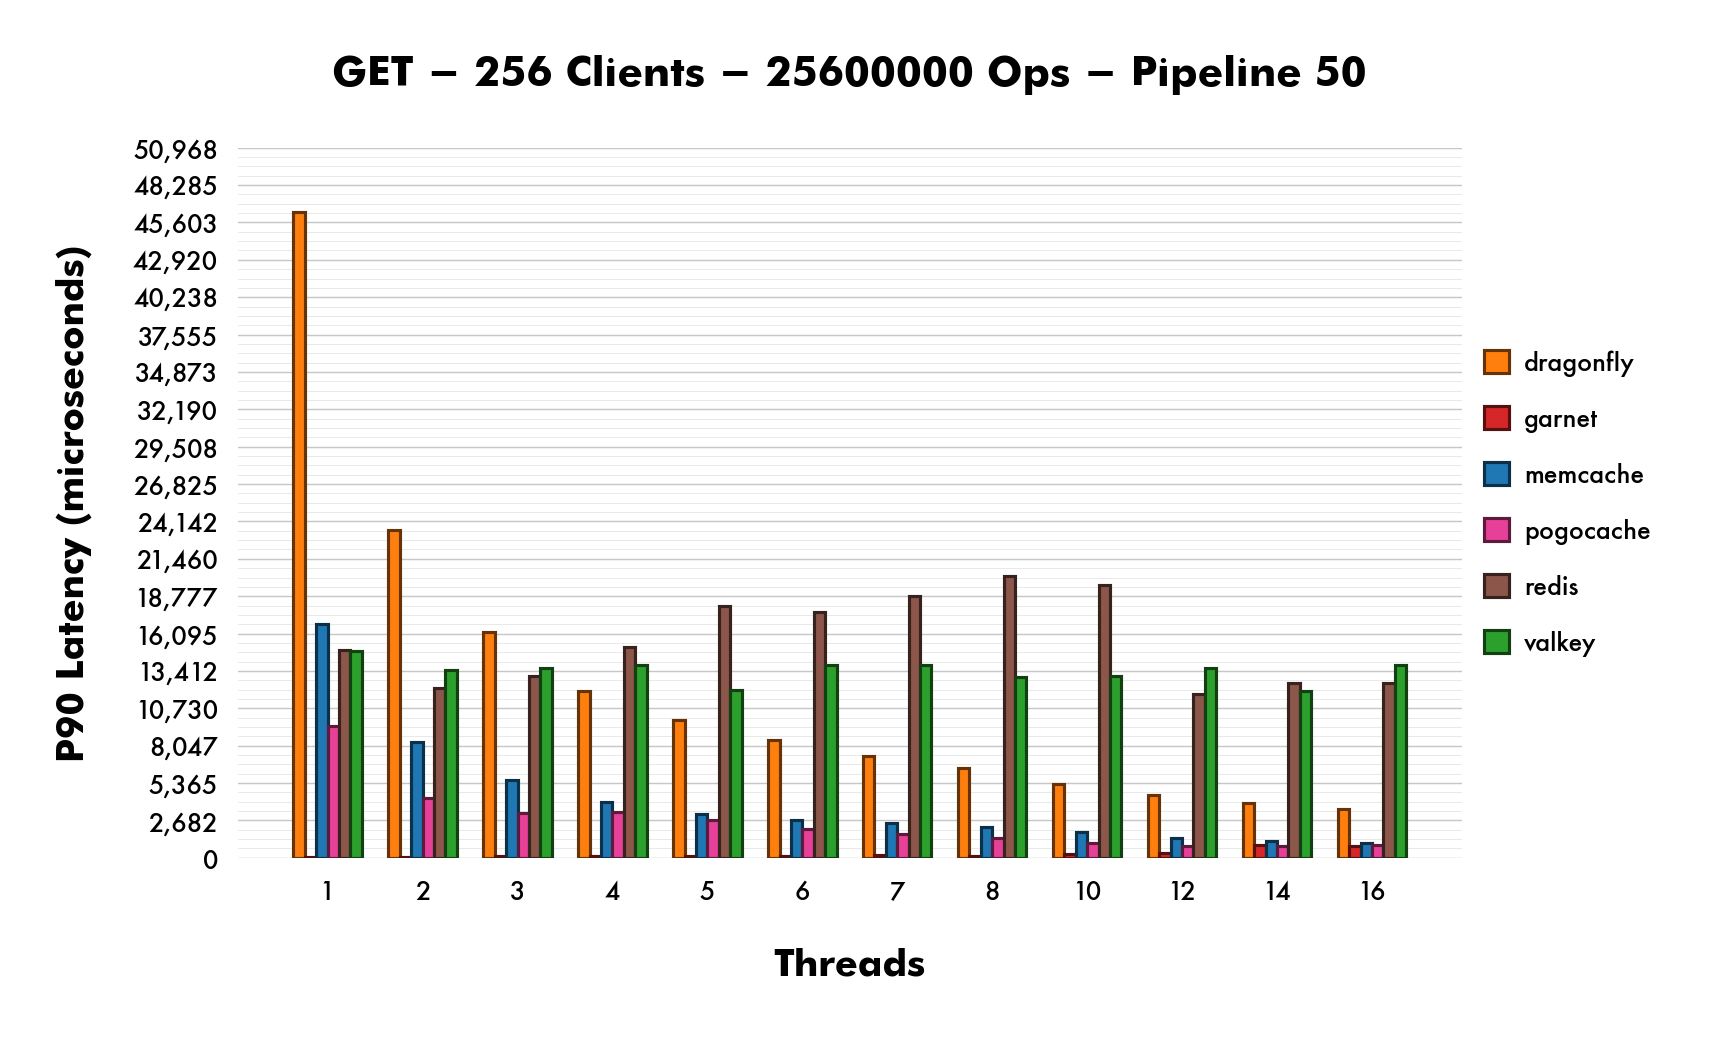 GET – 256 Clients – 25600000 Ops – Pipeline 50
P90 Latency (microseconds)
50,968
48,285
45,603
42,920
40,238
37,555
34,873
32,190
29,508
26,825
24,142
21,460
18,777
16,095
13,412
10,730
8,047
5,365
2,682
0
1 2 3 4 5 6 7 8 10 12 14 16
Threads
dragonfly
garnet
memcache
pogocache
redis
valkey